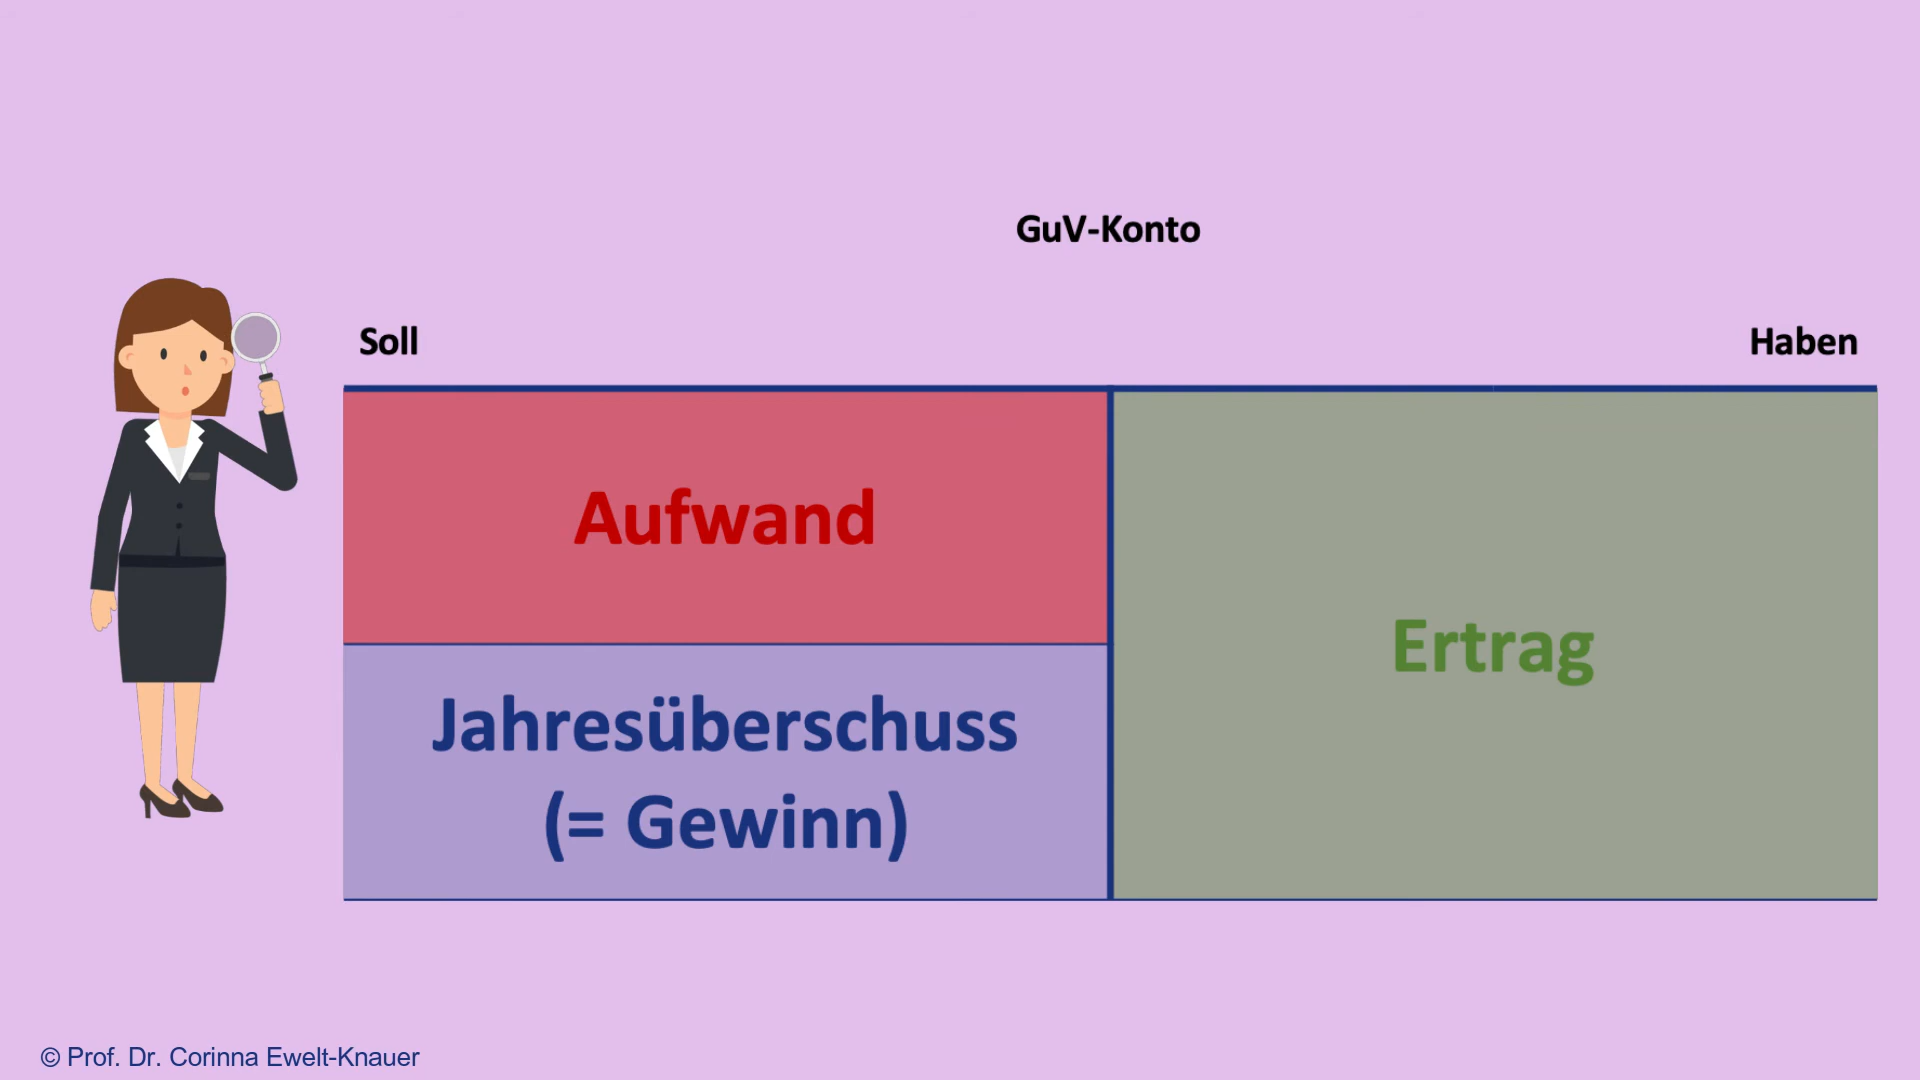 GuV-Konto
Soll
Haben
Aufwand
Ertrag
Jahresüberschuss
(= Gewinn)
© Prof. Dr. Corinna Ewelt-Knauer